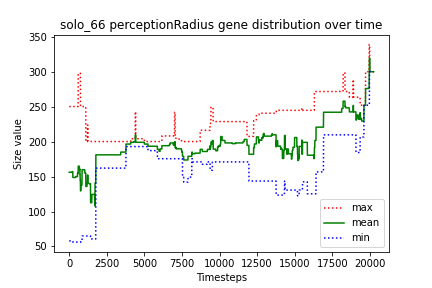 solo_66 perceptionRadius gene distribution over time
350
300
250
200
150
100
50
Size value
max
mean
min
0 2500 5000 7500 10000 12500 15000 17500 20000
Timesteps